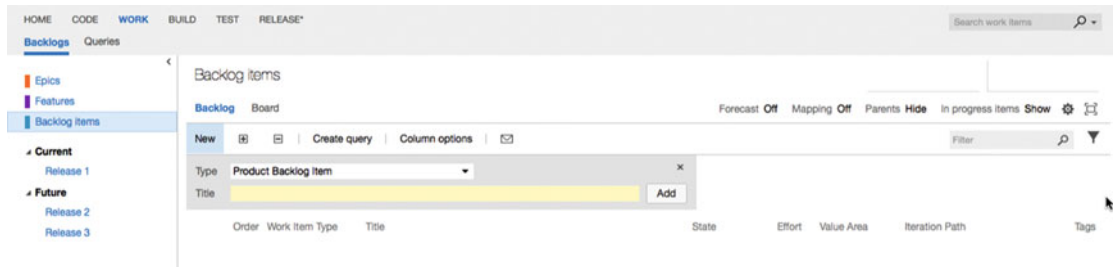 HOME CODE WORK BUILD TEST RELEASE*
Search work items
Backlogs Queries
Epics
Features
Backlog items
Current
Release 1
Future
Release 2
Release 3
Backlog items
Backlog Board
Forecast Off Mapping Off Parents Hide In progress items Show
New Create query Column options
Filter
Type Product Backlog Item
Title Add
Order Work Item Type Title State Effort Value Area Iteration Path Tags